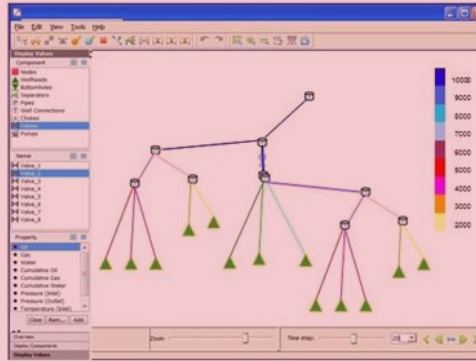 File Edit View Tools Help
Display Values
Component
Nodes
Wellheads
BottomHoles
Separators
Pipes
Well Connections
Chokes
Valves
Pumps
Name
Valve_1
Valve_2
Valve_3
Valve_4
Valve_5
Valve_6
Valve_7
Valve_8
Property
Oil
Gas
Water
Cumulative Oil
Cumulative Gas
Cumulative Water
Pressure (Inlet)
Pressure (Outlet)
Temperature (Inlet)
Clear Rem... Add
Overview
Display Components
Display Values
10000
9000
8000
7000
6000
5000
4000
3000
2000
Zoom:
Time step: